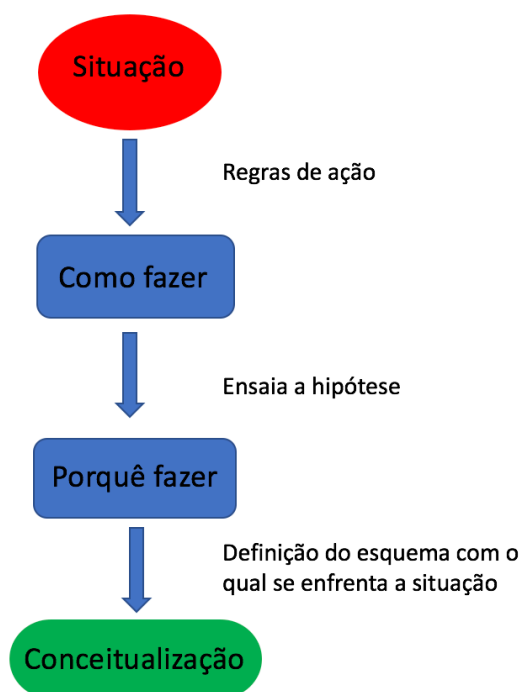 Situação
Regras de ação
Como fazer
Ensaia a hipótese
Porquê fazer
Definição do esquema com o
qual se enfrenta a situação
Conceitualização